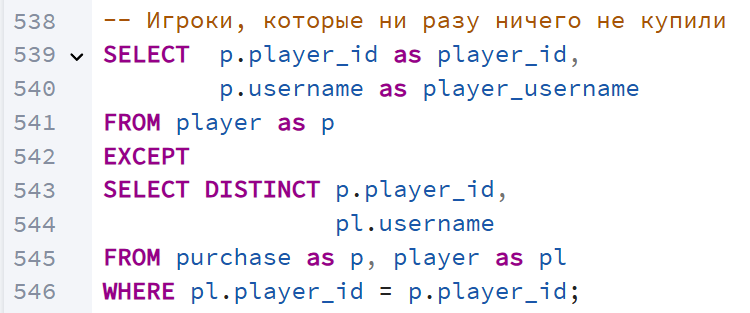 538 -- Игроки, которые ни разу ничего не купили
539 SELECT  p.player_id as player_id,
540         p.username as player_username
541 FROM player as p
542 EXCEPT
543 SELECT DISTINCT p.player_id,
544                 pl.username
545 FROM purchase as p, player as pl
546 WHERE pl.player_id = p.player_id;